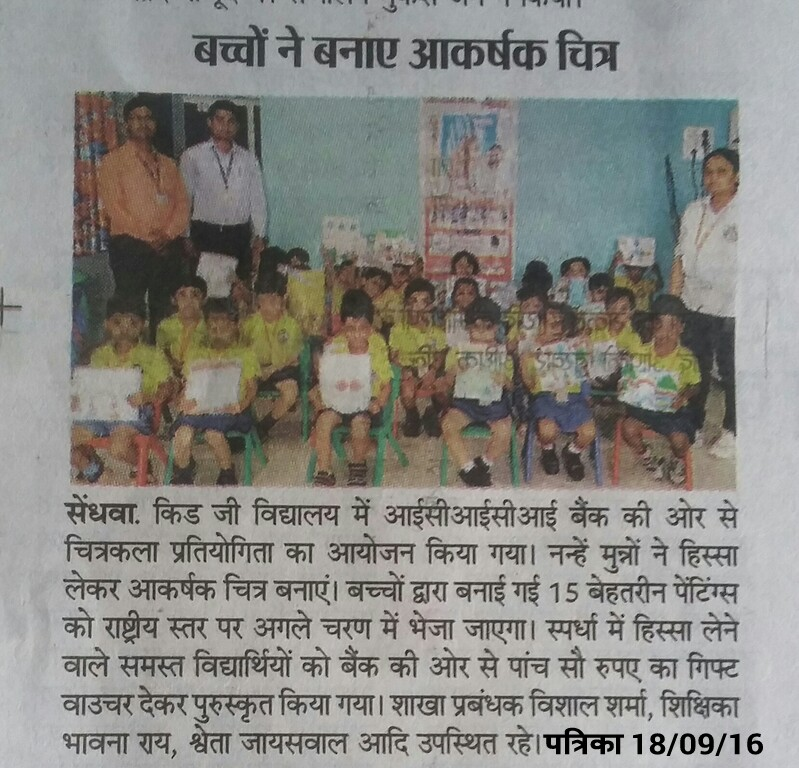 बच्चों ने बनाए आकर्षक चित्र
सेंधवा. किड जी विद्यालय में आईसीआईसीआई बैंक की ओर से
चित्रकला प्रतियोगिता का आयोजन किया गया। नन्हें मुन्नों ने हिस्सा
लेकर आकर्षक चित्र बनाएं। बच्चों द्वारा बनाई गई 15 बेहतरीन पेंटिंग्स
को राष्ट्रीय स्तर पर अगले चरण में भेजा जाएगा। स्पर्धा में हिस्सा लेने
वाले समस्त विद्यार्थियों को बैंक की ओर से पांच सौ रुपए का गिफ्ट
वाउचर देकर पुरुस्कृत किया गया। शाखा प्रबंधक विशाल शर्मा, शिक्षिका
भावना राय, श्वेता जायसवाल आदि उपस्थित रहे। पत्रिका 18/09/16